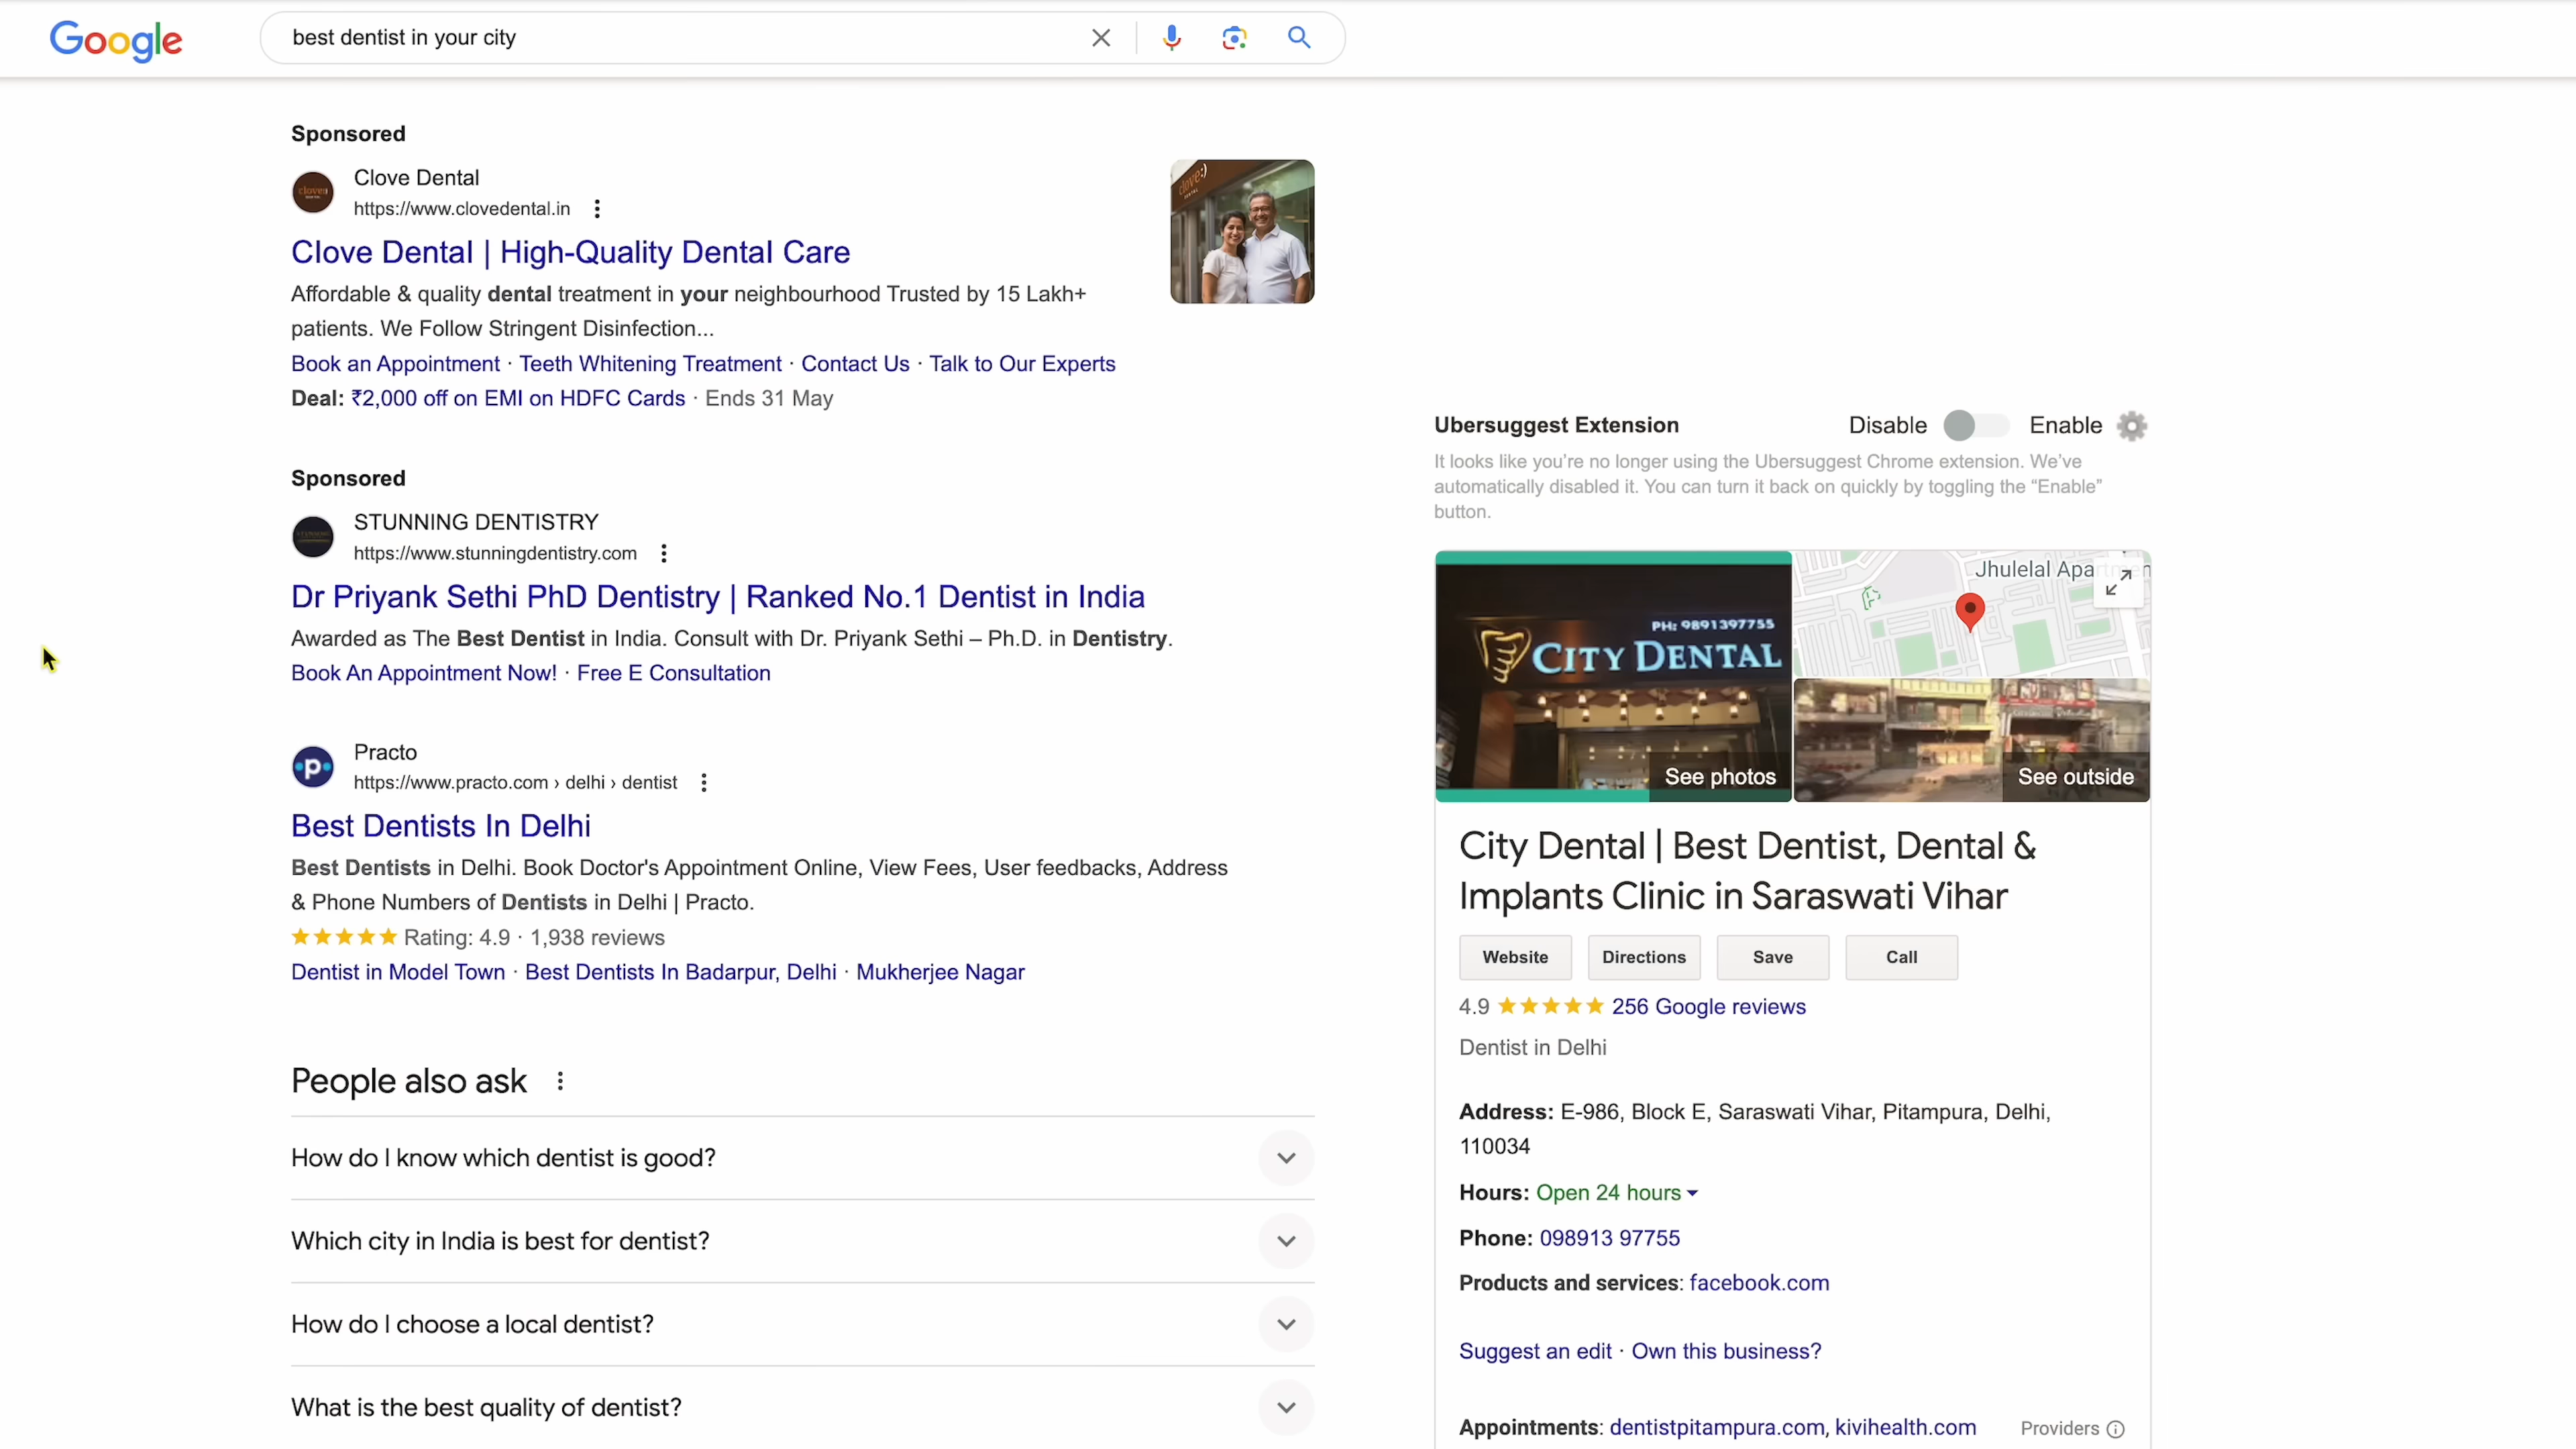 Google
best dentist in your city
Sponsored
clove:)
Clove Dental
https://www.clovedental.in
Clove Dental | High-Quality Dental Care
Affordable & quality dental treatment in your neighbourhood Trusted by 15 Lakh+
patients. We Follow Stringent Disinfection...
Book an Appointment · Teeth Whitening Treatment · Contact Us · Talk to Our Experts
Deal: ₹2,000 off on EMI on HDFC Cards · Ends 31 May
clove:)
Sponsored
STUNNING DENTISTRY
https://www.stunningdentistry.com
Dr Priyank Sethi PhD Dentistry | Ranked No.1 Dentist in India
Awarded as The Best Dentist in India. Consult with Dr. Priyank Sethi – Ph.D. in Dentistry.
Book An Appointment Now! · Free E Consultation
p
Practo
https://www.practo.com › delhi › dentist
Best Dentists In Delhi
Best Dentists in Delhi. Book Doctor's Appointment Online, View Fees, User feedbacks, Address
& Phone Numbers of Dentists in Delhi | Practo.
Rating: 4.9 · 1,938 reviews
Dentist in Model Town · Best Dentists In Badarpur, Delhi · Mukherjee Nagar
People also ask
How do I know which dentist is good?
Which city in India is best for dentist?
How do I choose a local dentist?
What is the best quality of dentist?
Ubersuggest Extension
Disable
Enable
It looks like you're no longer using the Ubersuggest Chrome extension. We've
automatically disabled it. You can turn it back on quickly by toggling the “Enable”
button.
PH: 9891397755
CITY DENTAL
See photos
Jhulelal
See outside
City Dental | Best Dentist, Dental &
Implants Clinic in Saraswati Vihar
Website
Directions
Save
Call
4.9
256 Google reviews
Dentist in Delhi
Address: E-986, Block E, Saraswati Vihar, Pitampura, Delhi,
110034
Hours: Open 24 hours
Phone: 098913 97755
Products and services: facebook.com
Suggest an edit · Own this business?
Appointments: dentistpitampura.com, kivihealth.com
Providers